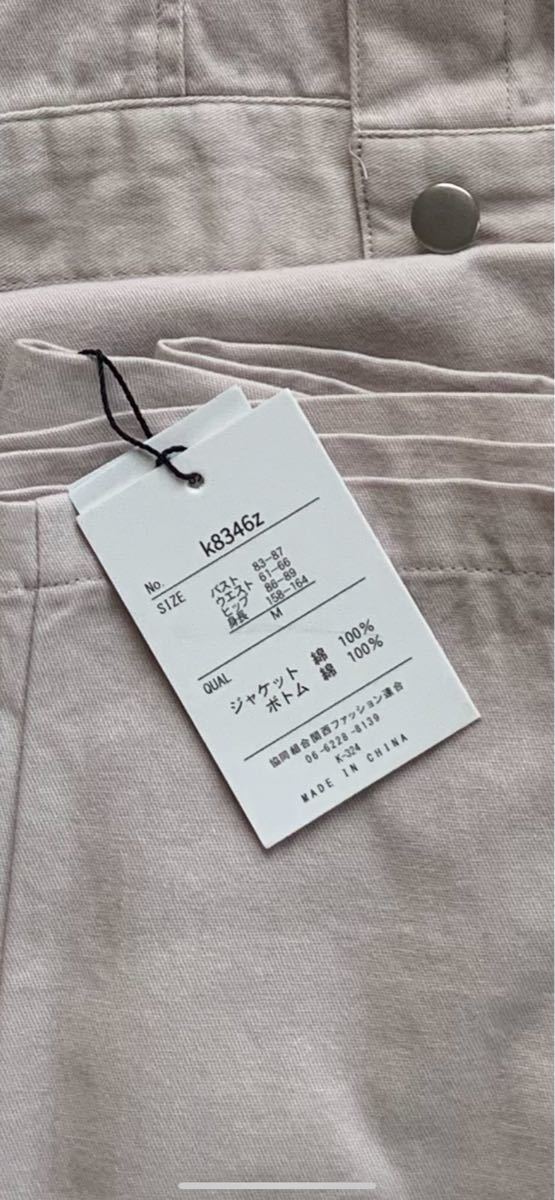 No. k8346z
SIZE バスト 83-87
ウエスト 61-66
ヒップ 86-89
身長 158-164
M
QUAL
ジャケット 綿 100%
ボトム 綿 100%
協同組合関西ファッション連合
06-6228-8139
K-324
MADE IN CHINA